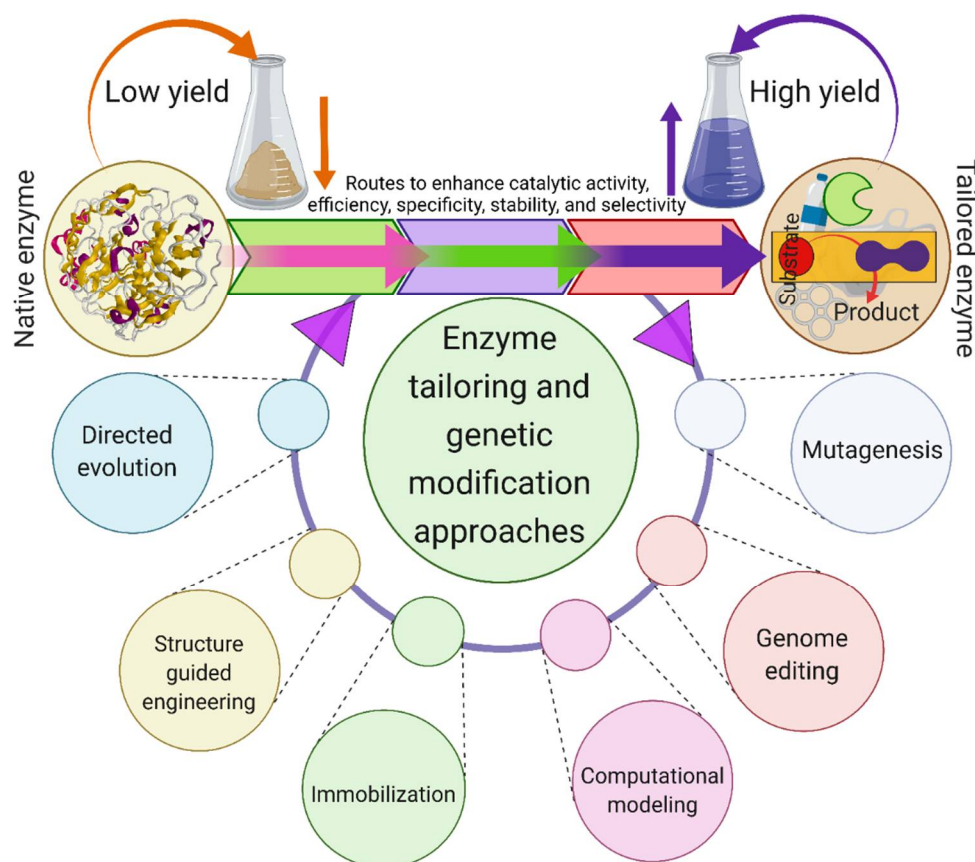 Low yield
High yield
Native enzyme
Routes to enhance catalytic activity,
efficiency, specificity, stability, and selectivity
Substrate
Product
Tailored enzyme
Enzyme
tailoring and
genetic
modification
approaches
Directed
evolution
Mutagenesis
Structure
guided
engineering
Genome
editing
Immobilization
Computational
modeling